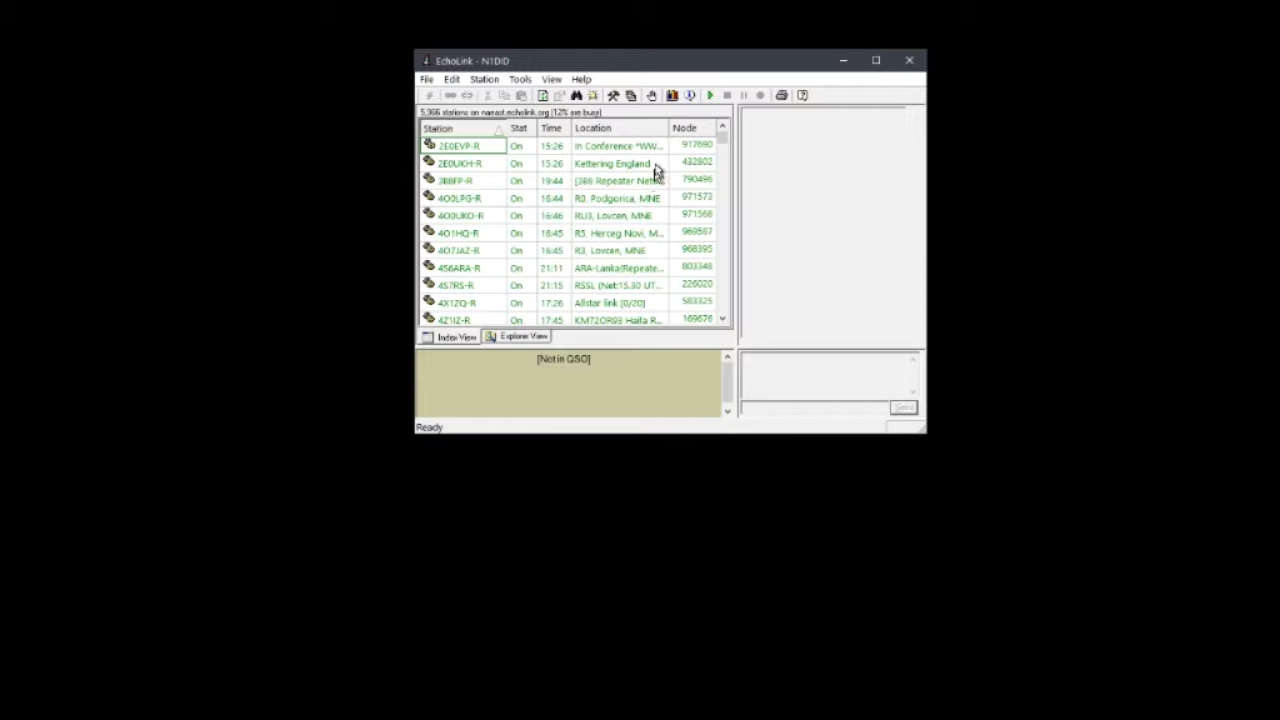 EchoLink - N1DID
File Edit Station Tools View Help
5,966 stations on naeast.echolink.org (12% are busy)
Station Stat Time Location Node
2E0EVP-R On 15:26 In Conference *WW... 917690
2E0UKH-R On 15:26 Kettering England 432802
3B8FP-R On 19:44 [3B8 Repeater Net... 790496
4O0LPG-R On 16:44 R0, Podgorica, MNE 971573
4O0UKO-R On 16:46 RU3, Lovcen, MNE 971568
4O1HQ-R On 16:45 R5, Herceg Novi, M... 969587
4O7JAZ-R On 16:45 R3, Lovcen, MNE 968395
4S6ARA-R On 21:11 ARA-Lanka(Repeate... 803348
4S7RS-R On 21:15 RSSL (Net:15.30 UT... 226020
4X1ZQ-R On 17:26 Allstar link [0/20] 583325
4Z1IZ-R On 17:45 KM72OR93 Haifa R... 169676
Index View Explorer View
[Not in QSO]
Send
Ready